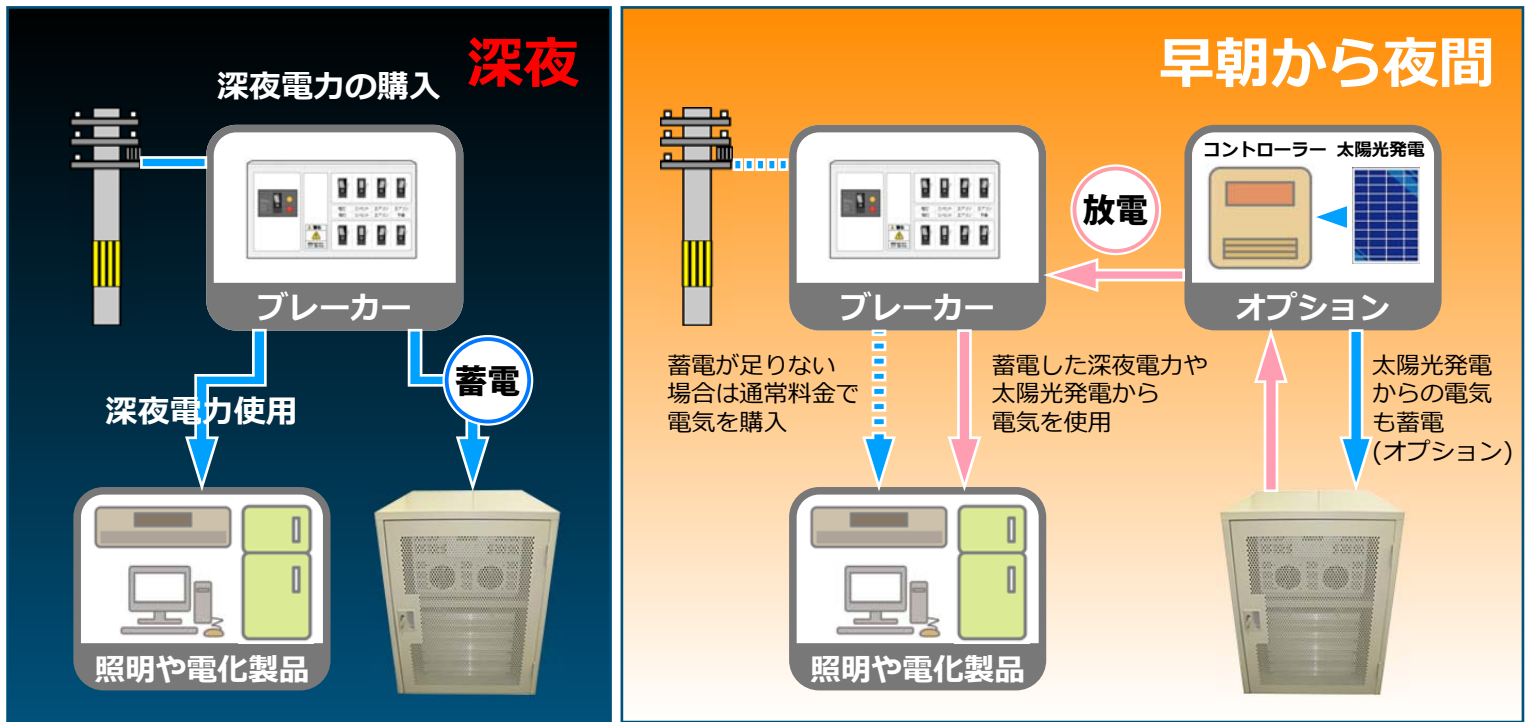 深夜
深夜電力の購入
ブレーカー
蓄電
深夜電力使用
照明や電化製品
早朝から夜間
コントローラー 太陽光発電
放電
ブレーカー
オプション
蓄電が足りない
場合は通常料金で
電気を購入
蓄電した深夜電力や
太陽光発電から
電気を使用
太陽光発電
からの電気
も蓄電
(オプション)
照明や電化製品